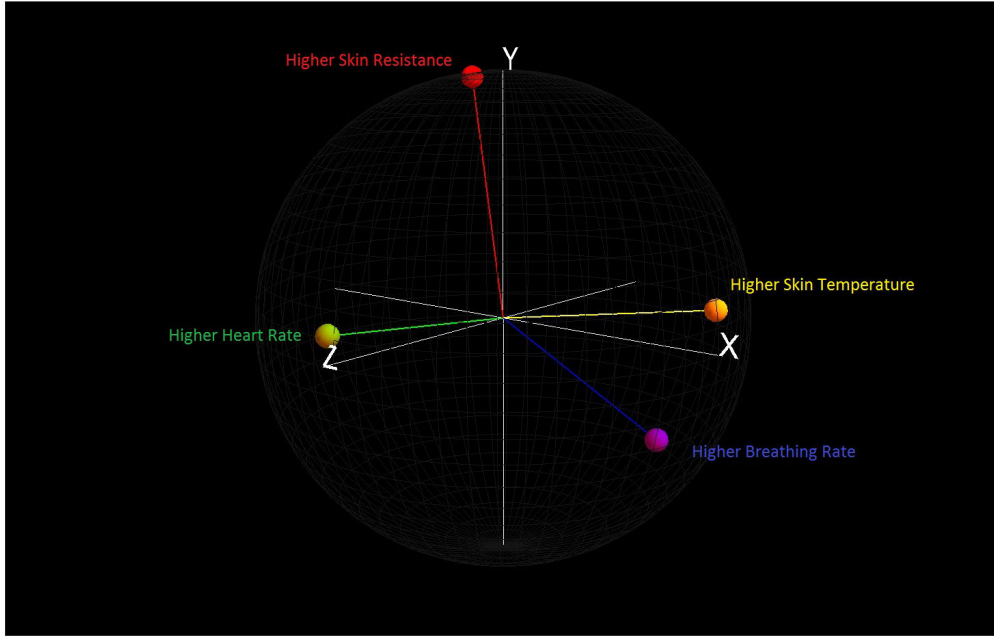 Y
Higher Skin Resistance
Higher Skin Temperature
Higher Heart Rate
X
Z
Higher Breathing Rate